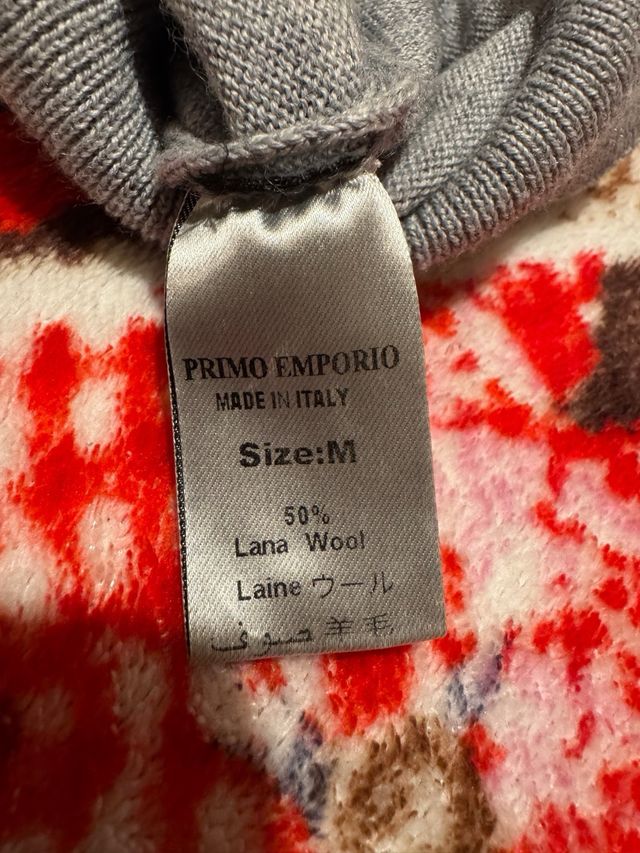 PRIMO EMPORIO
MADE IN ITALY
Size:M
50%
Lana Wool
Laine ウール
صوف 羊毛